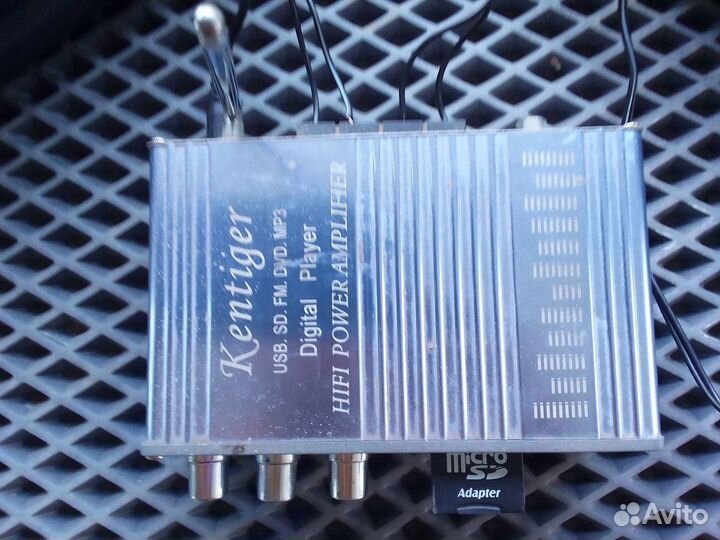 Kentiger
USB. SD. FM. DVD. MP3
Digital Player
HIFI POWER AMPLIFIER
micro
SD
Adapter
Avito